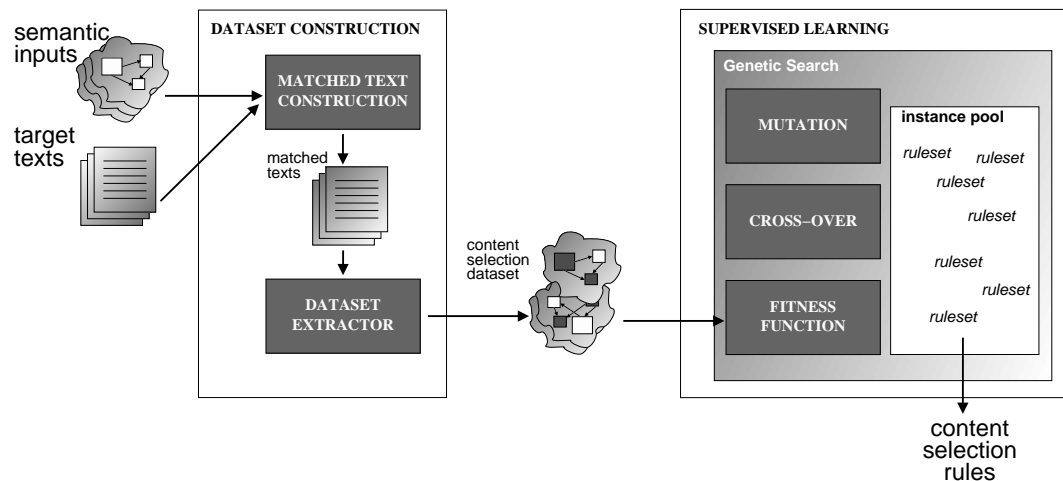 semantic
inputs
target
texts
DATASET CONSTRUCTION
MATCHED TEXT
CONSTRUCTION
matched
texts
DATASET
EXTRACTOR
content
selection
dataset
SUPERVISED LEARNING
Genetic Search
MUTATION
CROSS−OVER
FITNESS
FUNCTION
instance pool
ruleset
ruleset
ruleset
ruleset
ruleset
ruleset
ruleset
content
selection
rules